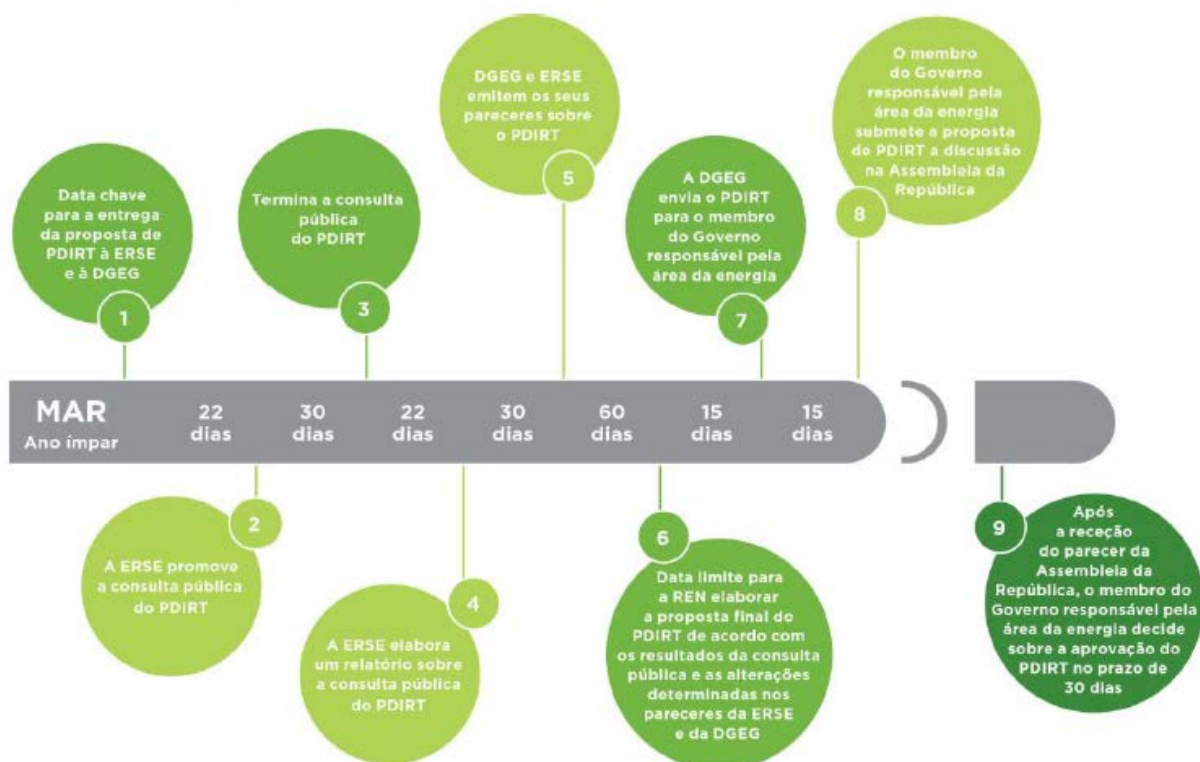 Data chave
para a entrega
da proposta de
PDIRT à ERSE
e à DGEG
1
A ERSE promove
a consulta pública
do PDIRT
2
Termina a consulta
pública
do PDIRT
3
A ERSE elabora
um relatório sobre
a consulta pública
do PDIRT
4
DGEG e ERSE
emitem os seus
pareceres sobre
o PDIRT
5
6
Data limite para
a REN elaborar
a proposta final do
PDIRT de acordo com
os resultados da consulta
pública e as alterações
determinadas nos
pareceres da ERSE
e da DGEG
A DGEG
envia o PDIRT
para o membro
do Governo
responsável pela
área da energia
7
O membro
do Governo
responsável pela
área da energia
submete a proposta
de PDIRT a discussão
na Assembleia da
República
8
9
Após
a receção
do parecer da
Assembleia da
República, o membro do
Governo responsável pela
área da energia decide
sobre a aprovação do
PDIRT no prazo de
30 dias
MAR
Ano ímpar
22
dias
30
dias
22
dias
30
dias
60
dias
15
dias
15
dias